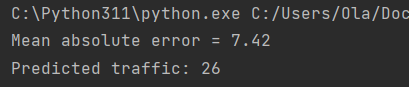 C:\Python311\python.exe C:/Users/Ola/Doc
Mean absolute error = 7.42
Predicted traffic: 26